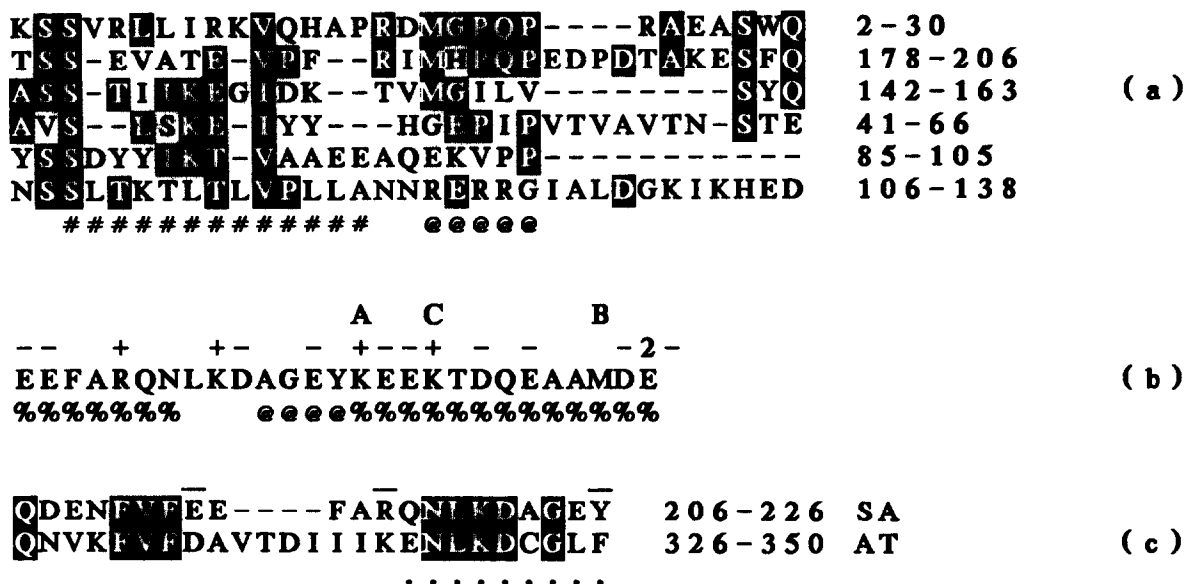 KSSVRLLIRKVQHAPRDMGPQP----RAEASWQ 2-30
TSS-EVATE-VPF--RIMHPQPEDPDTAKESFQ 178-206
ASS-TIIKEGIDK--TVMGILV--------SYQ 142-163 (a)
AVS--LSKE-IYY---HGEPIPVTVAVTN-STE 41-66
YSSDYYIKT-VAAEEAQEKVPP----------- 85-105
NSSLTKTLTLVPLLANNRERRGIALDGKIKHED 106-138
############# @@@@@
A C B
-- + +- - +--+ - - -2-
EEFARQNLKDAGEYKEEKTDQEAAMDE (b)
%%%%%%% @@@@%%%%%%%%%%%%%
QDENFVFEE----FARQNLKDAGEY 206-226 SA
QNVKFVFDAVTDIIIKENLKDCGLF 326-350 AT (c)
.........